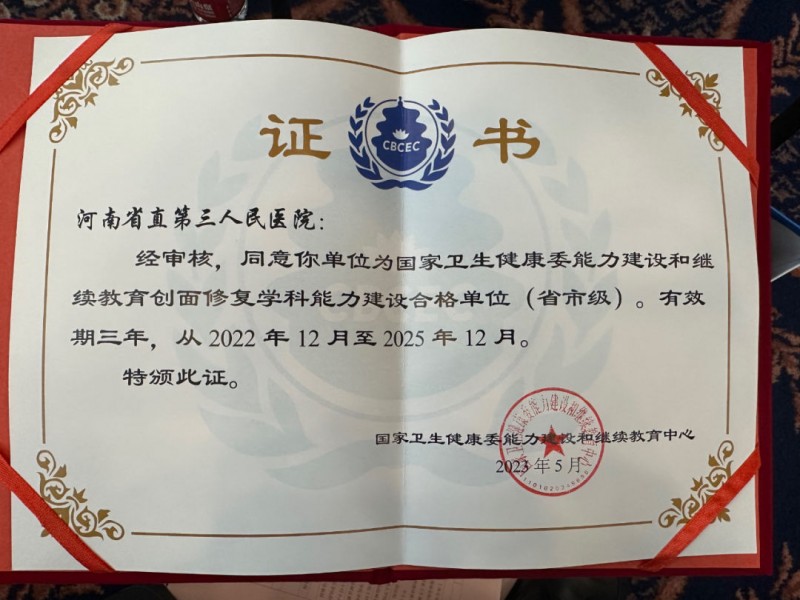 证 书
CBCEC
河南省直第三人民医院：
经审核，同意你单位为国家卫生健康委能力建设和继
续教育创面修复学科能力建设合格单位（省市级）。有效
期三年，从 2022 年 12 月至 2025 年 12 月。
特颁此证。
国家卫生健康委能力建设和继续教育中心
2023 年 5 月